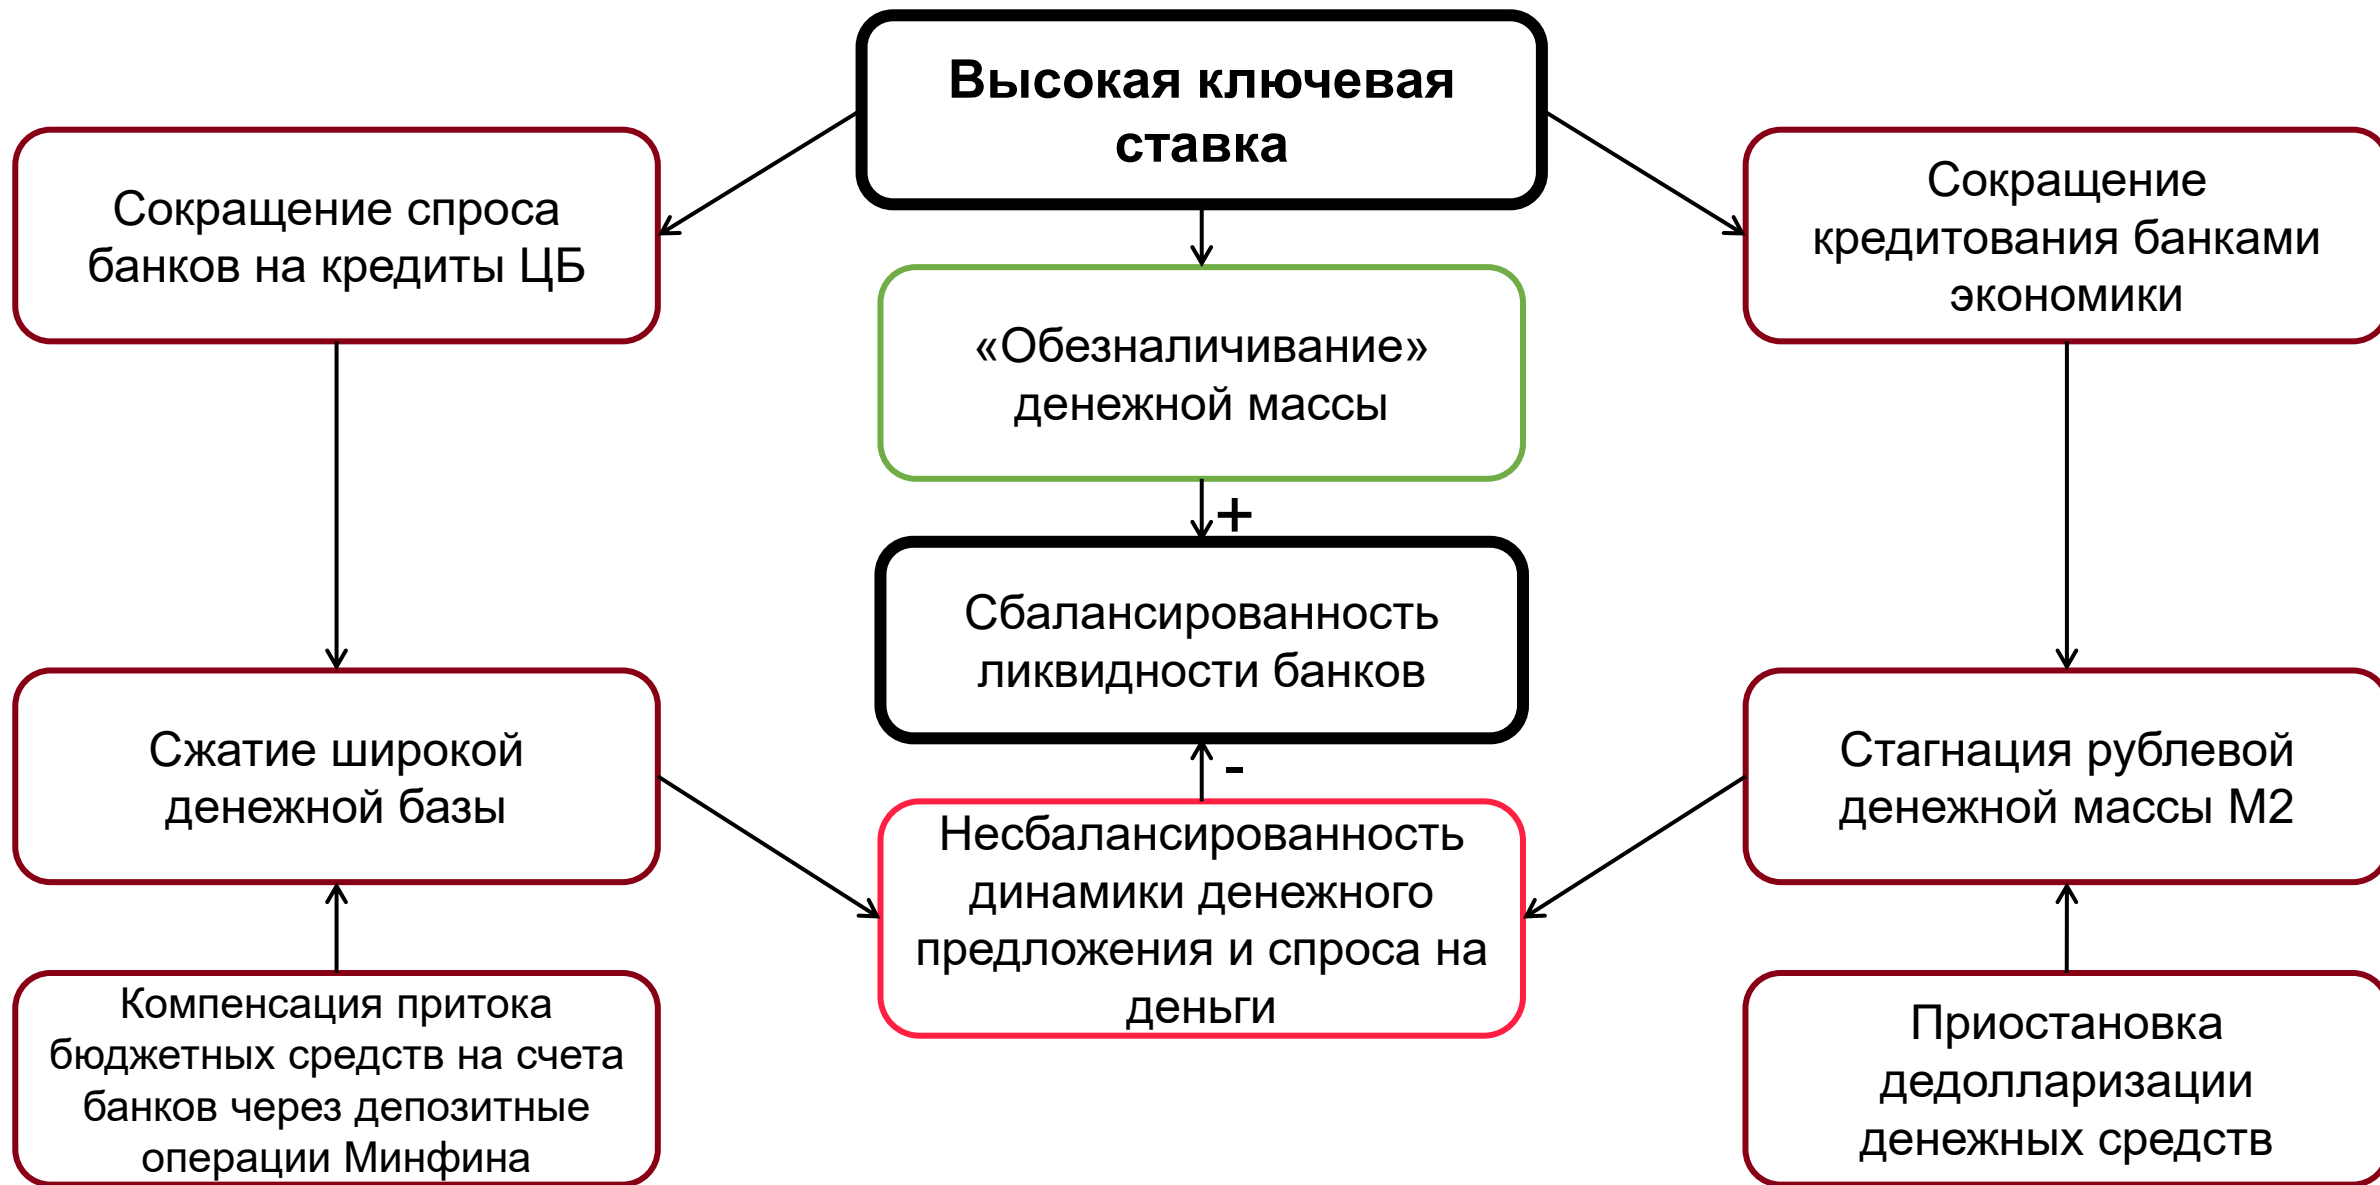 Высокая ключевая
ставка
Сокращение спроса
банков на кредиты ЦБ
Сокращение
кредитования банками
экономики
«Обезналичивание»
денежной массы
+
Сбалансированность
ликвидности банков
-
Сжатие широкой
денежной базы
Стагнация рублевой
денежной массы М2
Несбалансированность
динамики денежного
предложения и спроса на
деньги
Компенсация притока
бюджетных средств на счета
банков через депозитные
операции Минфина
Приостановка
дедолларизации
денежных средств